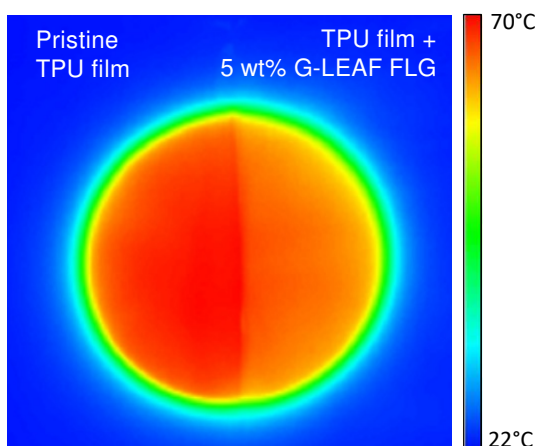 Pristine
TPU film
TPU film +
5 wt% G-LEAF FLG
70°C
22°C